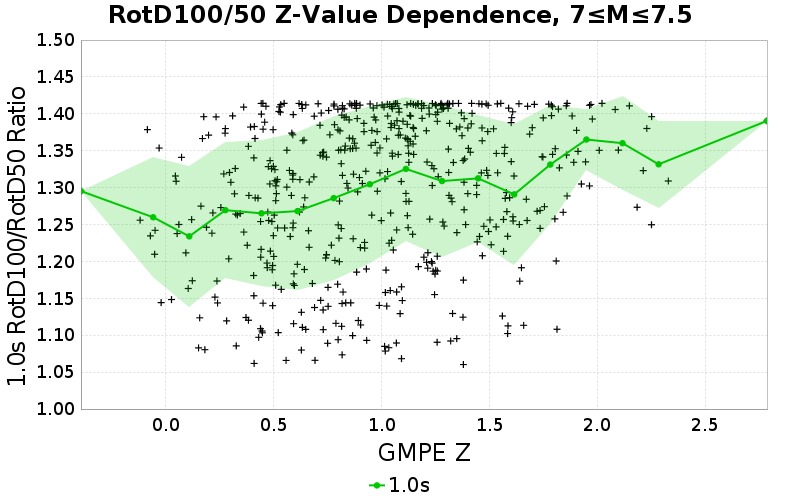 RotD100/50 Z-Value Dependence, 7≤M≤7.5
1.0s RotD100/RotD50 Ratio
1.50
1.45
1.40
1.35
1.30
1.25
1.20
1.15
1.10
1.05
1.00
0.0 0.5 1.0 1.5 2.0 2.5
GMPE Z
1.0s